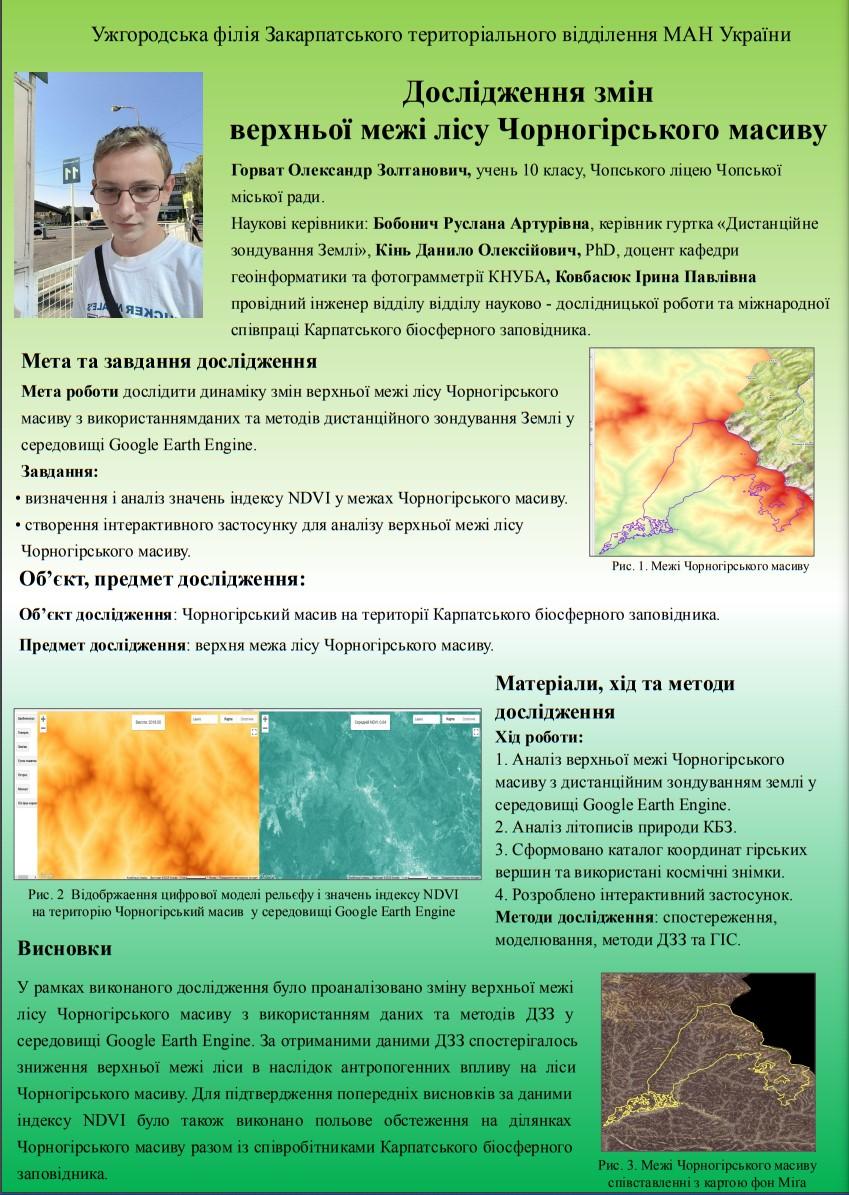 Ужгородська філія Закарпатського територіального відділення МАН України
Дослідження змін
верхньої межі лісу Чорногірського масиву
Горват Олександр Золтанович, учень 10 класу, Чопського ліцею Чопської
міської ради.
Наукові керівники: Бобонич Руслана Артурівна, керівник гуртка «Дистанційне
зондування Землі», Кінь Данило Олексійович, PhD, доцент кафедри
геоінформатики та фотограмметрії КНУБА, Ковбасюк Ірина Павлівна
провідний інженер відділу відділу науково - дослідницької роботи та міжнародної
співпраці Карпатського біосферного заповідника.
11
Мета та завдання дослідження
Мета роботи дослідити динаміку змін верхньої межі лісу Чорногірського
масиву з використаннямданих та методів дистанційного зондування Землі у
середовищі Google Earth Engine.
Завдання:
• визначення і аналіз значень індексу NDVI у межах Чорногірського масиву.
• створення інтерактивного застосунку для аналізу верхньої межі лісу
Чорногірського масиву.
Рис. 1. Межі Чорногірського масиву
Об’єкт, предмет дослідження:
Об’єкт дослідження: Чорногірський масив на території Карпатського біосферного заповідника.
Предмет дослідження: верхня межа лісу Чорногірського масиву.
Рис. 2 Відобржаення цифрової моделі рельєфу і значень індексу NDVI
на територію Чорногірський масив у середовищі Google Earth Engine
Матеріали, хід та методи
дослідження
Хід роботи:
1. Аналіз верхньої межі Чорногірського
масиву з дистанційним зондуванням землі у
середовищі Google Earth Engine.
2. Аналіз літописів природи КБЗ.
3. Сформовано каталог координат гірських
вершин та використані космічні знімки.
4. Розроблено інтерактивний застосунок.
Методи дослідження: спостереження,
моделювання, методи ДЗЗ та ГІС.
Висновки
У рамках виконаного дослідження було проаналізовано зміну верхньої межі
лісу Чорногірського масиву з використанням даних та методів ДЗЗ у
середовищі Google Earth Engine. За отриманими даними ДЗЗ спостерігалось
зниження верхньої межі ліси в наслідок антропогенних впливу на ліси
Чорногірського масиву. Для підтвердження попередніх висновків за даними
індексу NDVI було також виконано польове обстеження на ділянках
Чорногірського масиву разом із співробітниками Карпатського біосферного
заповідника.
Рис. 3. Межі Чорногірського масиву
співставленні з картою фон Міга